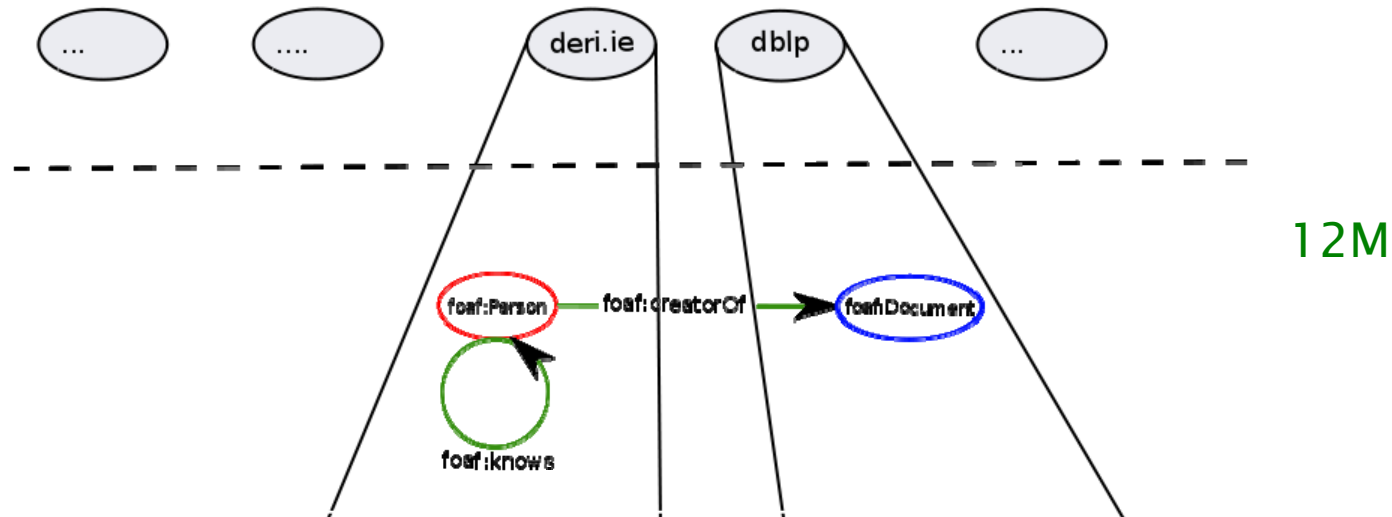 ...
....
deri.ie
dblp
...
12M
foaf:Person
foaf:creatorOf
foaf:Document
foaf:knows